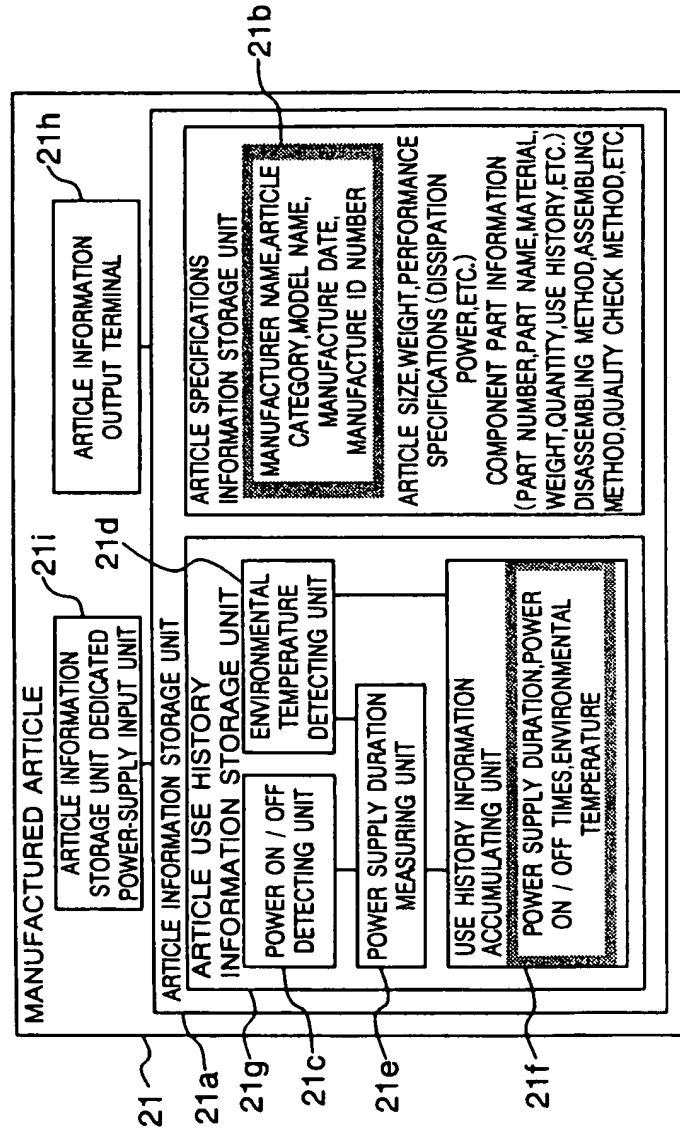 MANUFACTURED ARTICLE
ARTICLE INFORMATION
STORAGE UNIT DEDICATED
POWER-SUPPLY INPUT UNIT
21i
ARTICLE INFORMATION
OUTPUT TERMINAL
21h
ARTICLE INFORMATION STORAGE UNIT
ARTICLE USE HISTORY
INFORMATION STORAGE UNIT
21d
POWER ON / OFF
DETECTING UNIT
ENVIRONMENTAL
TEMPERATURE
DETECTING UNIT
POWER SUPPLY DURATION
MEASURING UNIT
USE HISTORY INFORMATION
ACCUMULATING UNIT
POWER SUPPLY DURATION,POWER
ON / OFF TIMES,ENVIRONMENTAL
TEMPERATURE
ARTICLE SPECIFICATIONS
INFORMATION STORAGE UNIT
MANUFACTURER NAME,ARTICLE
CATEGORY,MODEL NAME,
MANUFACTURE DATE,
MANUFACTURE ID NUMBER
21b
ARTICLE SIZE,WEIGHT,PERFORMANCE
SPECIFICATIONS (DISSIPATION
POWER,ETC.)
COMPONENT PART INFORMATION
(PART NUMBER,PART NAME,MATERIAL,
WEIGHT,QUANTITY,USE HISTORY,ETC.)
DISASSEMBLING METHOD,ASSEMBLING
METHOD,QUALITY CHECK METHOD,ETC.
21
21a
21g
21c
21e
21f